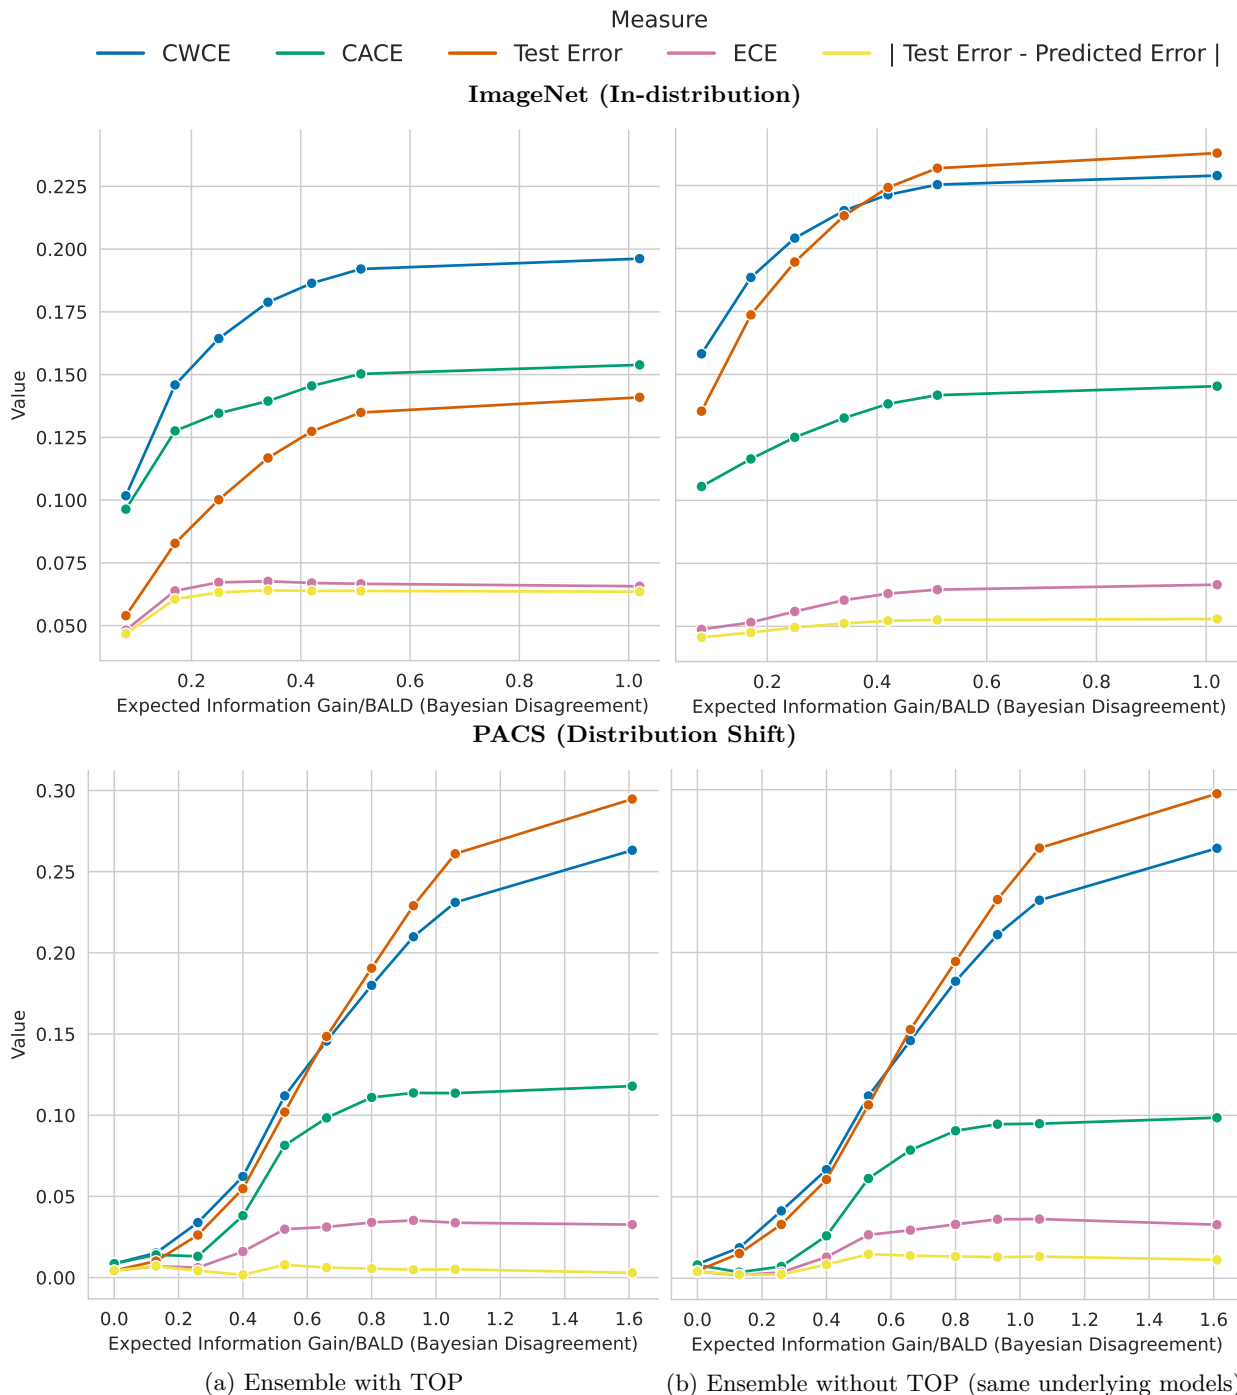 Measure
CWCE CACE Test Error ECE | Test Error - Predicted Error |
ImageNet (In-distribution)
0.225
0.200
0.175
0.150
0.125
0.100
0.075
0.050
Value
0.2 0.4 0.6 0.8 1.0 0.2 0.4 0.6 0.8 1.0
Expected Information Gain/BALD (Bayesian Disagreement) Expected Information Gain/BALD (Bayesian Disagreement)
PACS (Distribution Shift)
0.30
0.25
0.20
0.15
0.10
0.05
0.00
Value
0.0 0.2 0.4 0.6 0.8 1.0 1.2 1.4 1.6 0.0 0.2 0.4 0.6 0.8 1.0 1.2 1.4 1.6
Expected Information Gain/BALD (Bayesian Disagreement) Expected Information Gain/BALD (Bayesian Disagreement)
(a) Ensemble with TOP (b) Ensemble without TOP (same underlying models)